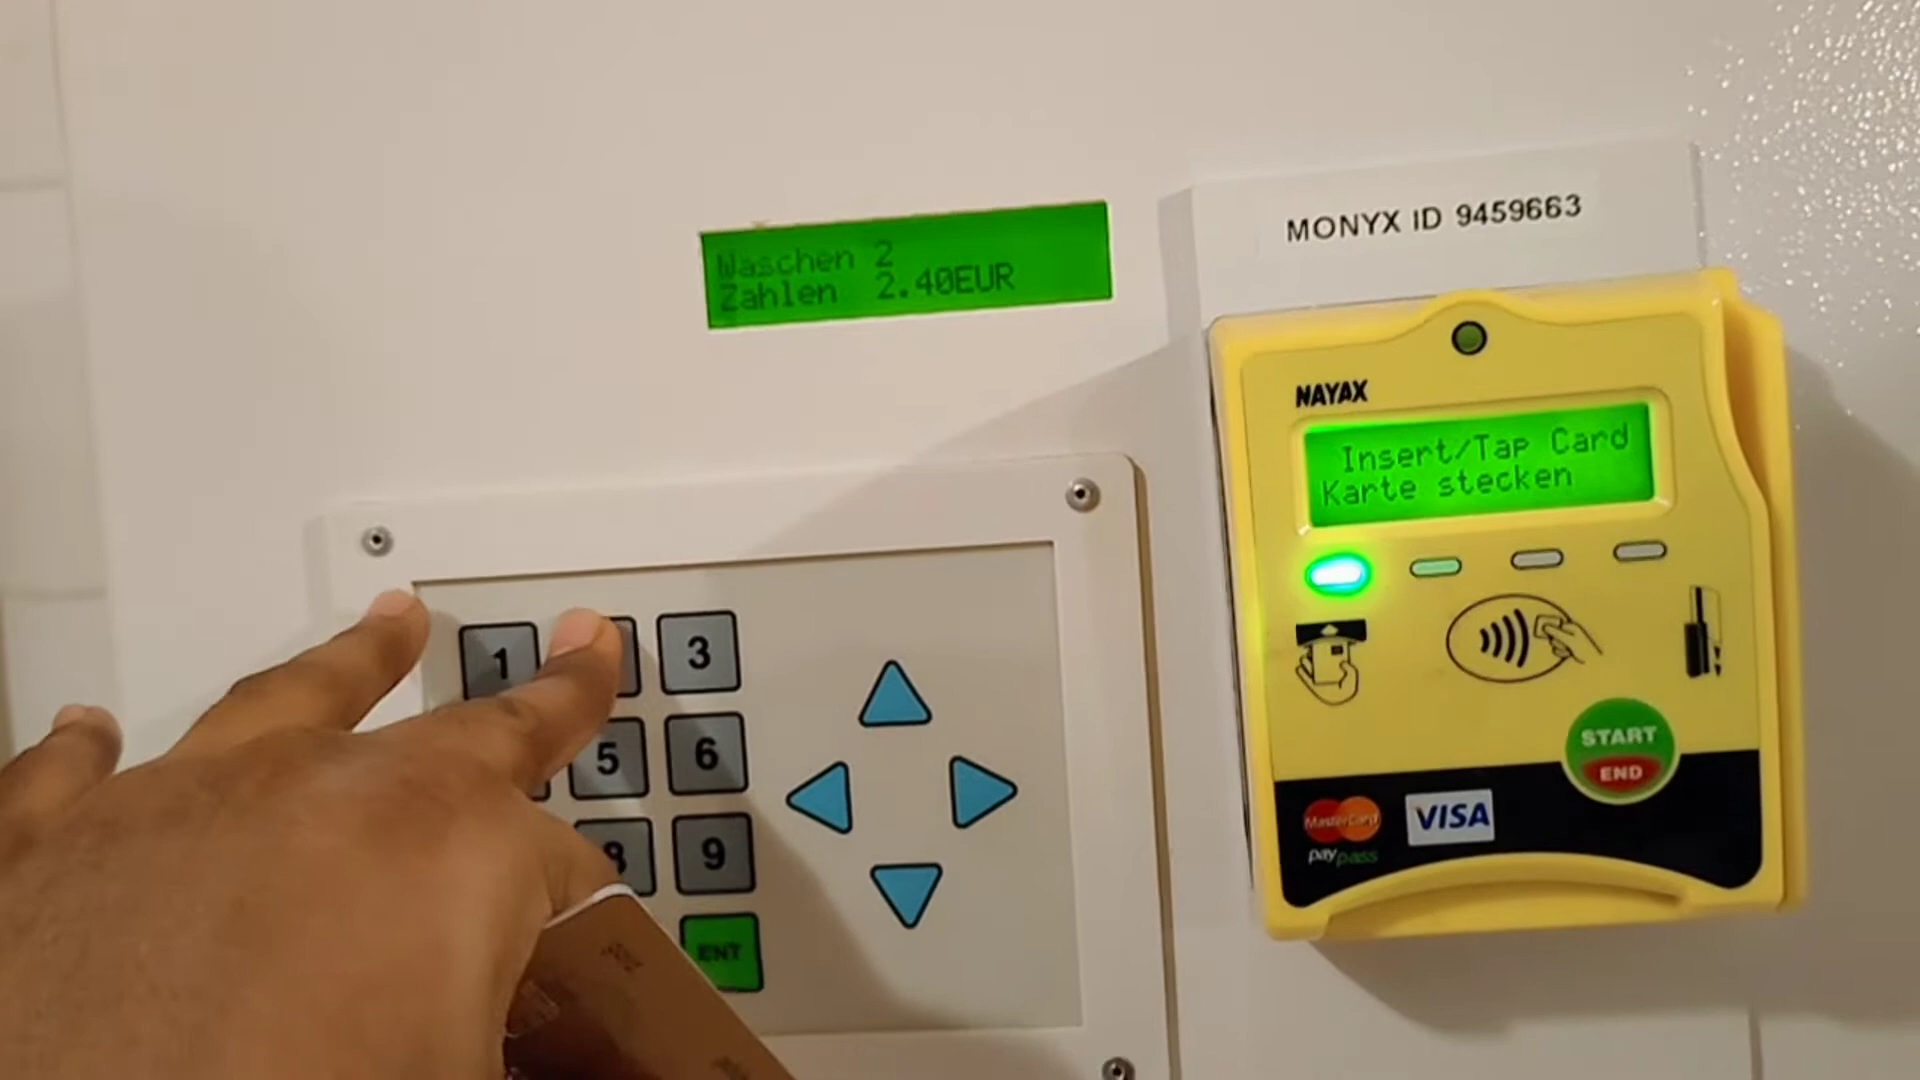 Waschen 2
Zahlen 2.40EUR
MONYX ID 9459663
NAYAX
Insert/Tap Card
Karte stecken
1
3
5
6
8
9
ENT
START
END
MasterCard
VISA
paypass